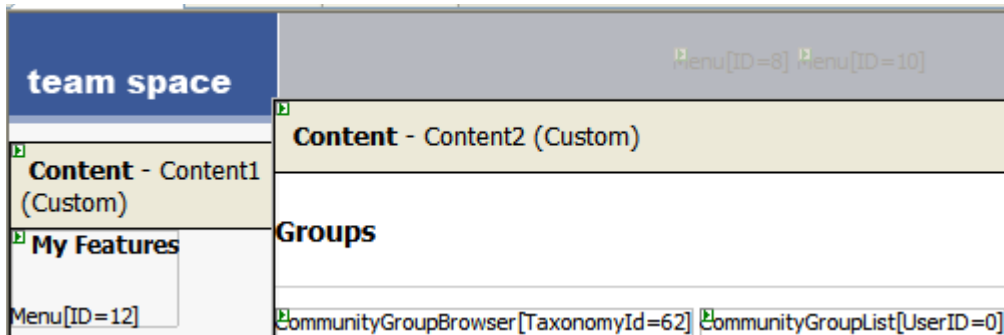 Menu[ID=8] Menu[ID=10]
team space
Content - Content2 (Custom)
Content - Content1
(Custom)
My Features
Menu[ID=12]
Groups
CommunityGroupBrowser[TaxonomyId=62] CommunityGroupList[UserID=0]